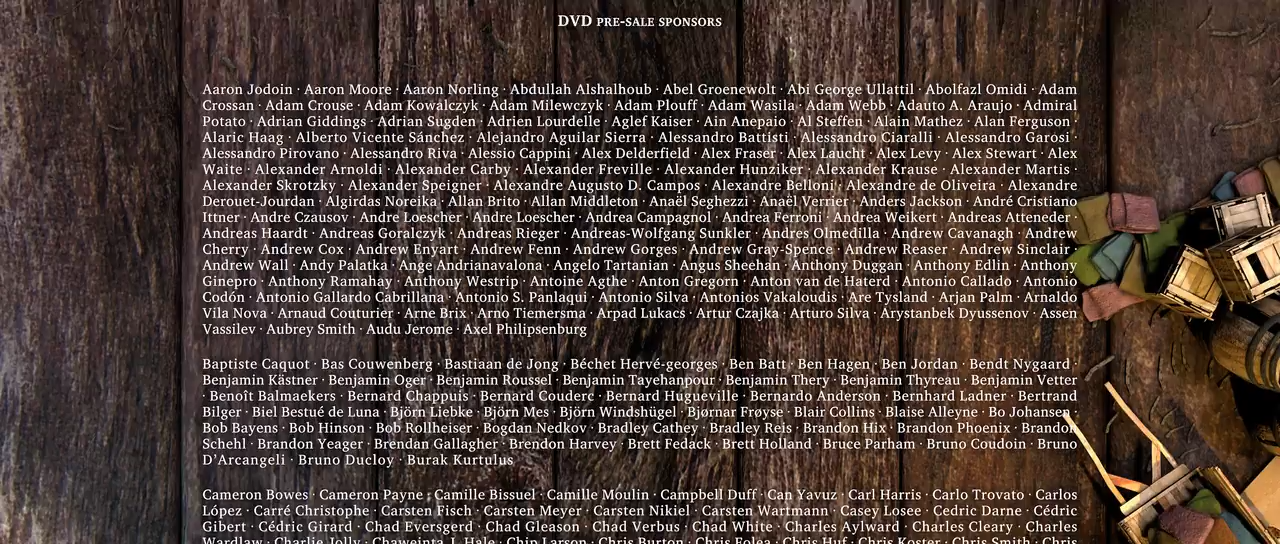 DVD PRE-SALE SPONSORS
Aaron Jodoin · Aaron Moore · Aaron Norling · Abdullah Alshalhoub · Abel Groenewolt · Abi George Ullattil · Abolfazl Omidi · Adam
Crossan · Adam Crouse · Adam Kowalczyk · Adam Milewczyk · Adam Plouff · Adam Wasila · Adam Webb · Adauto A. Araujo · Admiral
Potato · Adrian Giddings · Adrian Sugden · Adrien Lourdelle · Aglef Kaiser · Ain Anepaio · Al Steffen · Alain Mathez · Alan Ferguson ·
Alaric Haag · Alberto Vicente Sánchez · Alejandro Aguilar Sierra · Alessandro Battisti · Alessandro Ciaralli · Alessandro Garosi ·
Alessandro Pirovano · Alessandro Riva · Alessio Cappini · Alex Delderfield · Alex Fraser · Alex Laucht · Alex Levy · Alex Stewart · Alex
Waite · Alexander Arnoldi · Alexander Carby · Alexander Freville · Alexander Hunziker · Alexander Krause · Alexander Martis ·
Alexander Skrotzky · Alexander Speigner · Alexandre Augusto D. Campos · Alexandre Belloni · Alexandre de Oliveira · Alexandre
Derouet-Jourdan · Algirdas Noreika · Allan Brito · Allan Middleton · Anaël Seghezzi · Anaël Verrier · Anders Jackson · André Cristiano
Ittner · Andre Czausov · Andre Loescher · Andre Loescher · Andrea Campagnol · Andrea Ferroni · Andrea Weikert · Andreas Atteneder ·
Andreas Haardt · Andreas Goralczyk · Andreas Rieger · Andreas-Wolfgang Sunkler · Andres Olmedilla · Andrew Cavanagh · Andrew
Cherry · Andrew Cox · Andrew Enyart · Andrew Fenn · Andrew Gorges · Andrew Gray-Spence · Andrew Reaser · Andrew Sinclair ·
Andrew Wall · Andy Palatka · Ange Andrianavalona · Angelo Tartanian · Angus Sheehan · Anthony Duggan · Anthony Edlin · Anthony
Ginepro · Anthony Ramahay · Anthony Westrip · Antoine Agthe · Anton Gregorn · Anton van de Haterd · Antonio Callado · Antonio
Codón · Antonio Gallardo Cabrillana · Antonio S. Panlaqui · Antonio Silva · Antonios Vakaloudis · Are Tysland · Arjan Palm · Arnaldo
Vila Nova · Arnaud Couturier · Arne Brix · Arno Tiemersma · Arpad Lukacs · Artur Czajka · Arturo Silva · Arystanbek Dyussenov · Assen
Vassilev · Aubrey Smith · Audu Jerome · Axel Philipsenburg
Baptiste Caquot · Bas Couwenberg · Bastiaan de Jong · Béchet Hervé-georges · Ben Batt · Ben Hagen · Ben Jordan · Bendt Nygaard ·
Benjamin Kästner · Benjamin Oger · Benjamin Roussel · Benjamin Tayehanpour · Benjamin Thery · Benjamin Thyreau · Benjamin Vetter
· Benoît Balmaekers · Bernard Chappuis · Bernard Couderc · Bernard Hugueville · Bernardo Anderson · Bernhard Ladner · Bertrand
Bilger · Biel Bestué de Luna · Björn Liebke · Björn Mes · Björn Windshügel · Bjørnar Frøyse · Blair Collins · Blaise Alleyne · Bo Johansen ·
Bob Bayens · Bob Hinson · Bob Rollheiser · Bogdan Nedkov · Bradley Cathey · Bradley Reis · Brandon Hix · Brandon Phoenix · Brandon
Schehl · Brandon Yeager · Brendan Gallagher · Brendon Harvey · Brett Fedack · Brett Holland · Bruce Parham · Bruno Coudoin · Bruno
D'Arcangeli · Bruno Ducloy · Burak Kurtulus
Cameron Bowes · Cameron Payne · Camille Bissuel · Camille Moulin · Campbell Duff · Can Yavuz · Carl Harris · Carlo Trovato · Carlos
López · Carré Christophe · Carsten Fisch · Carsten Meyer · Carsten Nikiel · Carsten Wartmann · Casey Losee · Cedric Darne · Cédric
Gibert · Cédric Girard · Chad Eversgerd · Chad Gleason · Chad Verbus · Chad White · Charles Aylward · Charles Cleary · Charles
Wardlaw · Charlie Jolly · Chaweinta J. Hale · Chip Larson · Chris Burton · Chris Folea · Chris Huf · Chris Koster · Chris Smith · Chris